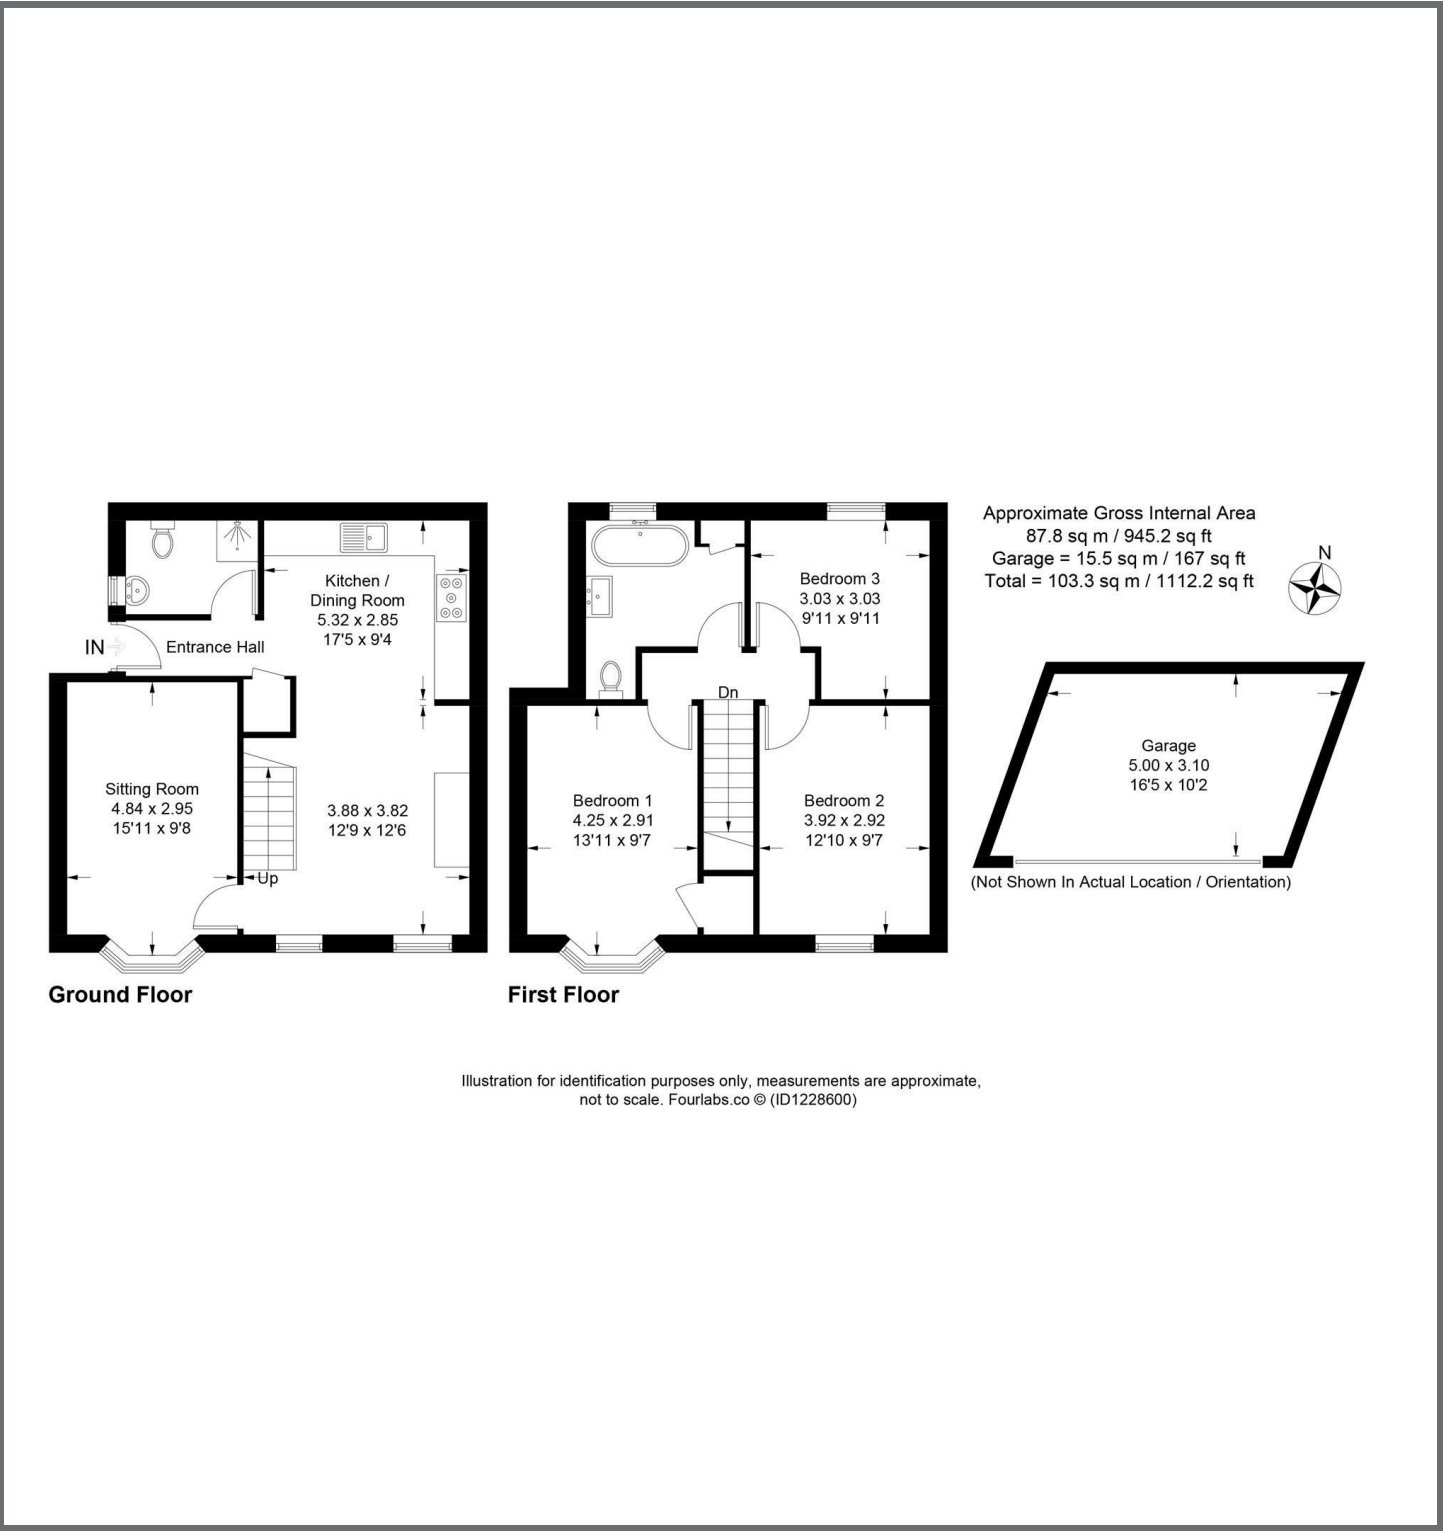 Approximate Gross Internal Area
87.8 sq m / 945.2 sq ft
Garage = 15.5 sq m / 167 sq ft
Total = 103.3 sq m / 1112.2 sq ft
N
Kitchen /
Dining Room
5.32 x 2.85
17'5 x 9'4
IN
Entrance Hall
Sitting Room
4.84 x 2.95
15'11 x 9'8
3.88 x 3.82
12'9 x 12'6
Up
Ground Floor
Bedroom 3
3.03 x 3.03
9'11 x 9'11
Dn
Bedroom 1
4.25 x 2.91
13'11 x 9'7
Bedroom 2
3.92 x 2.92
12'10 x 9'7
First Floor
Garage
5.00 x 3.10
16'5 x 10'2
(Not Shown In Actual Location / Orientation)
Illustration for identification purposes only, measurements are approximate,
not to scale. Fourlabs.co © (ID1228600)